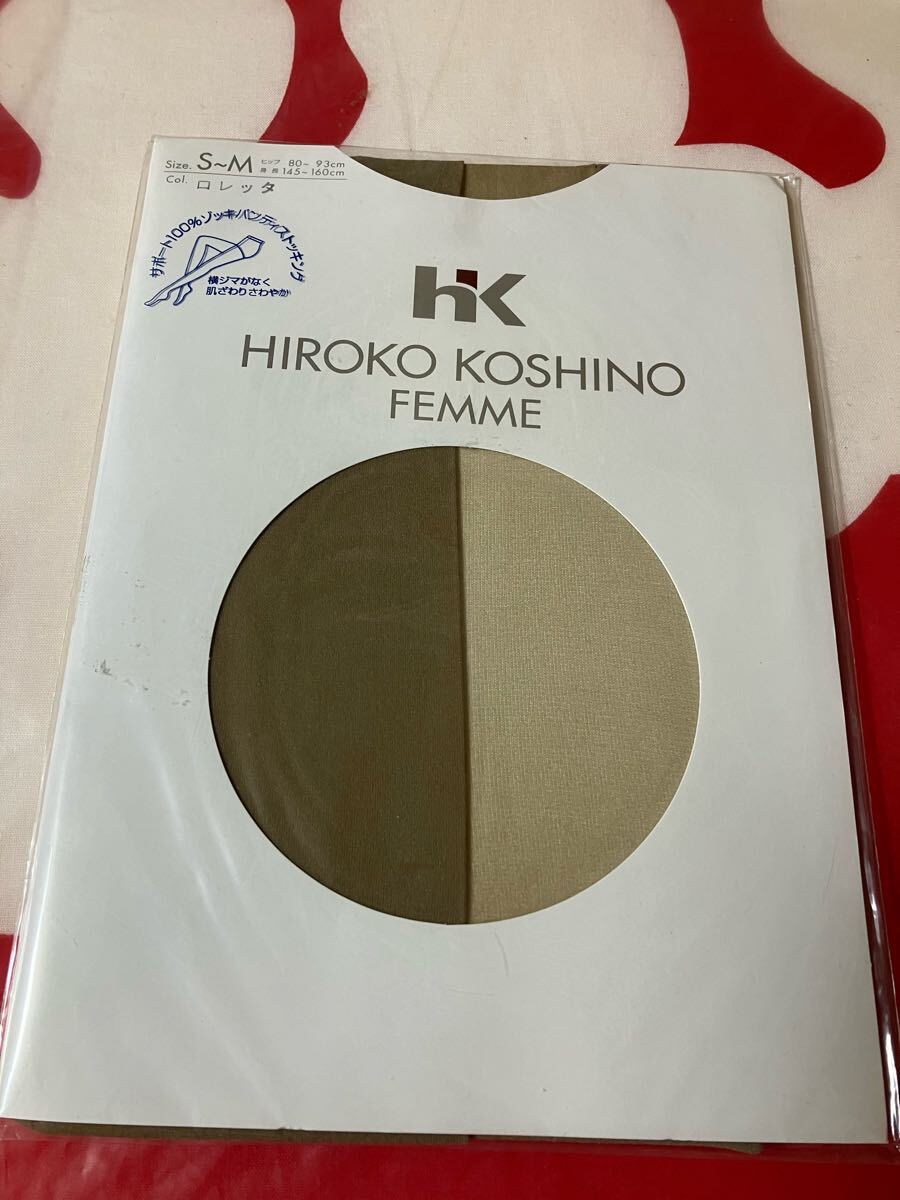 Size. S~M ヒップ 80~ 93cm
身長 145~160cm
Col. ロレッタ
サポート100%ゾッキパンティストッキング
横ジマがなく
肌ざわりさわやか
hK
HIROKO KOSHINO
FEMME